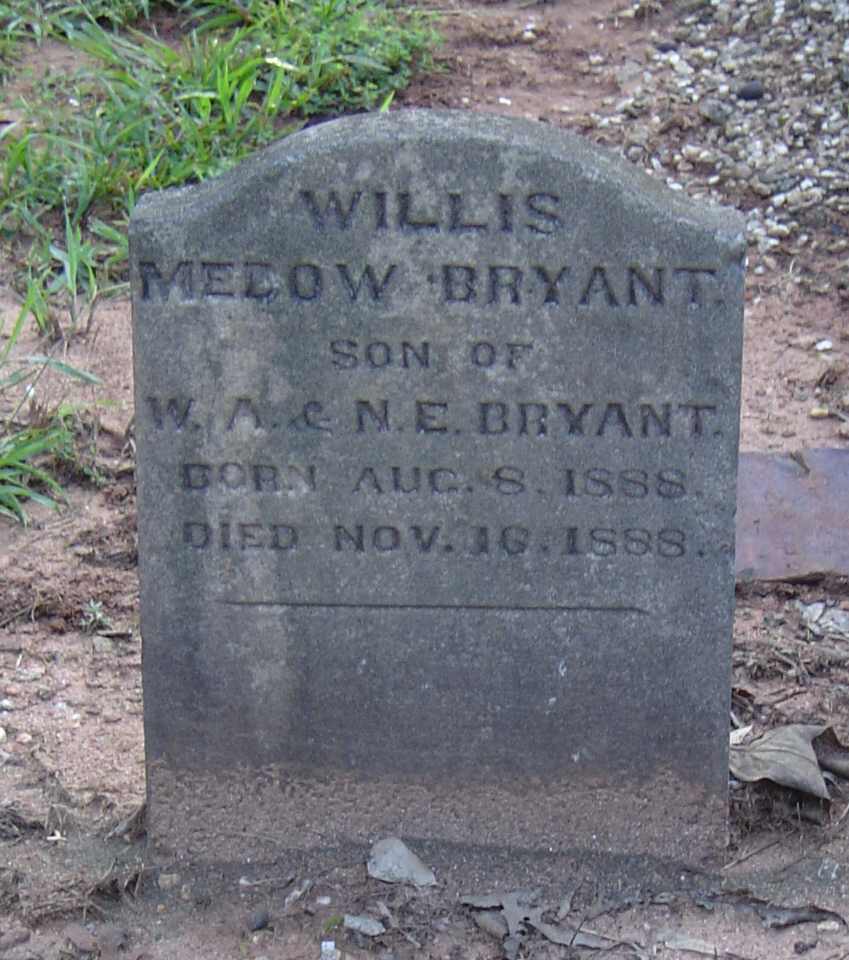 WILLIS
MEDOW BRYANT.
SON OF
W. A. & N. E. BRYANT.
BORN AUG. 8. 1888.
DIED NOV. 16. 1888.